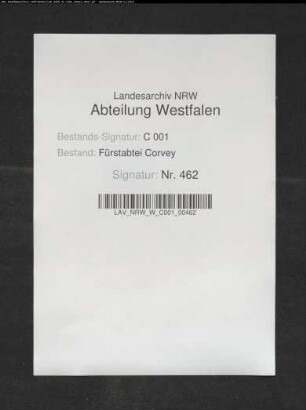 Landesarchiv NRW
Abteilung Westfalen
Bestands-Signatur: C 001
Bestand: Fürstabtei Corvey
Signatur: Nr. 462
LAV_NRW_W_C001_00462